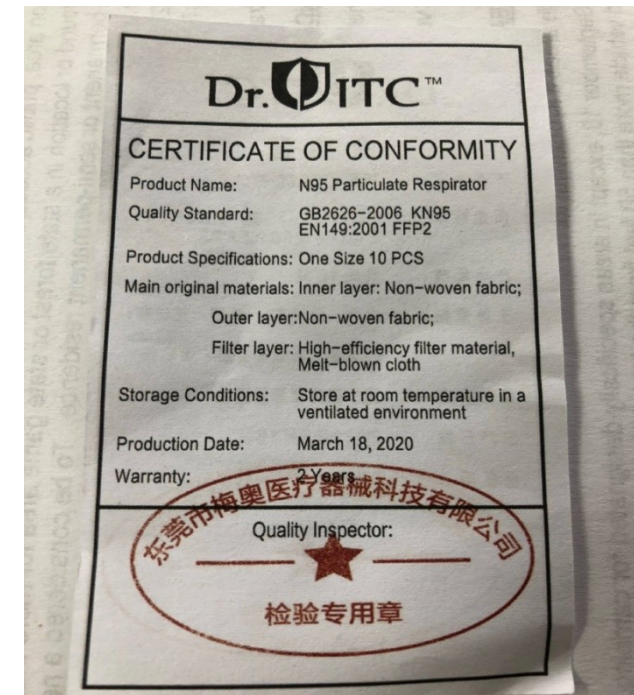 Dr. ITC™
CERTIFICATE OF CONFORMITY
Product Name: N95 Particulate Respirator
Quality Standard: GB2626-2006 KN95
EN149:2001 FFP2
Product Specifications: One Size 10 PCS
Main original materials: Inner layer: Non-woven fabric;
Outer layer:Non-woven fabric;
Filter layer: High-efficiency filter material,
Melt-blown cloth
Storage Conditions: Store at room temperature in a
ventilated environment
Production Date: March 18, 2020
Warranty: 2 Years
东莞市梅奥医疗器械科技有限公司
Quality Inspector:
检验专用章